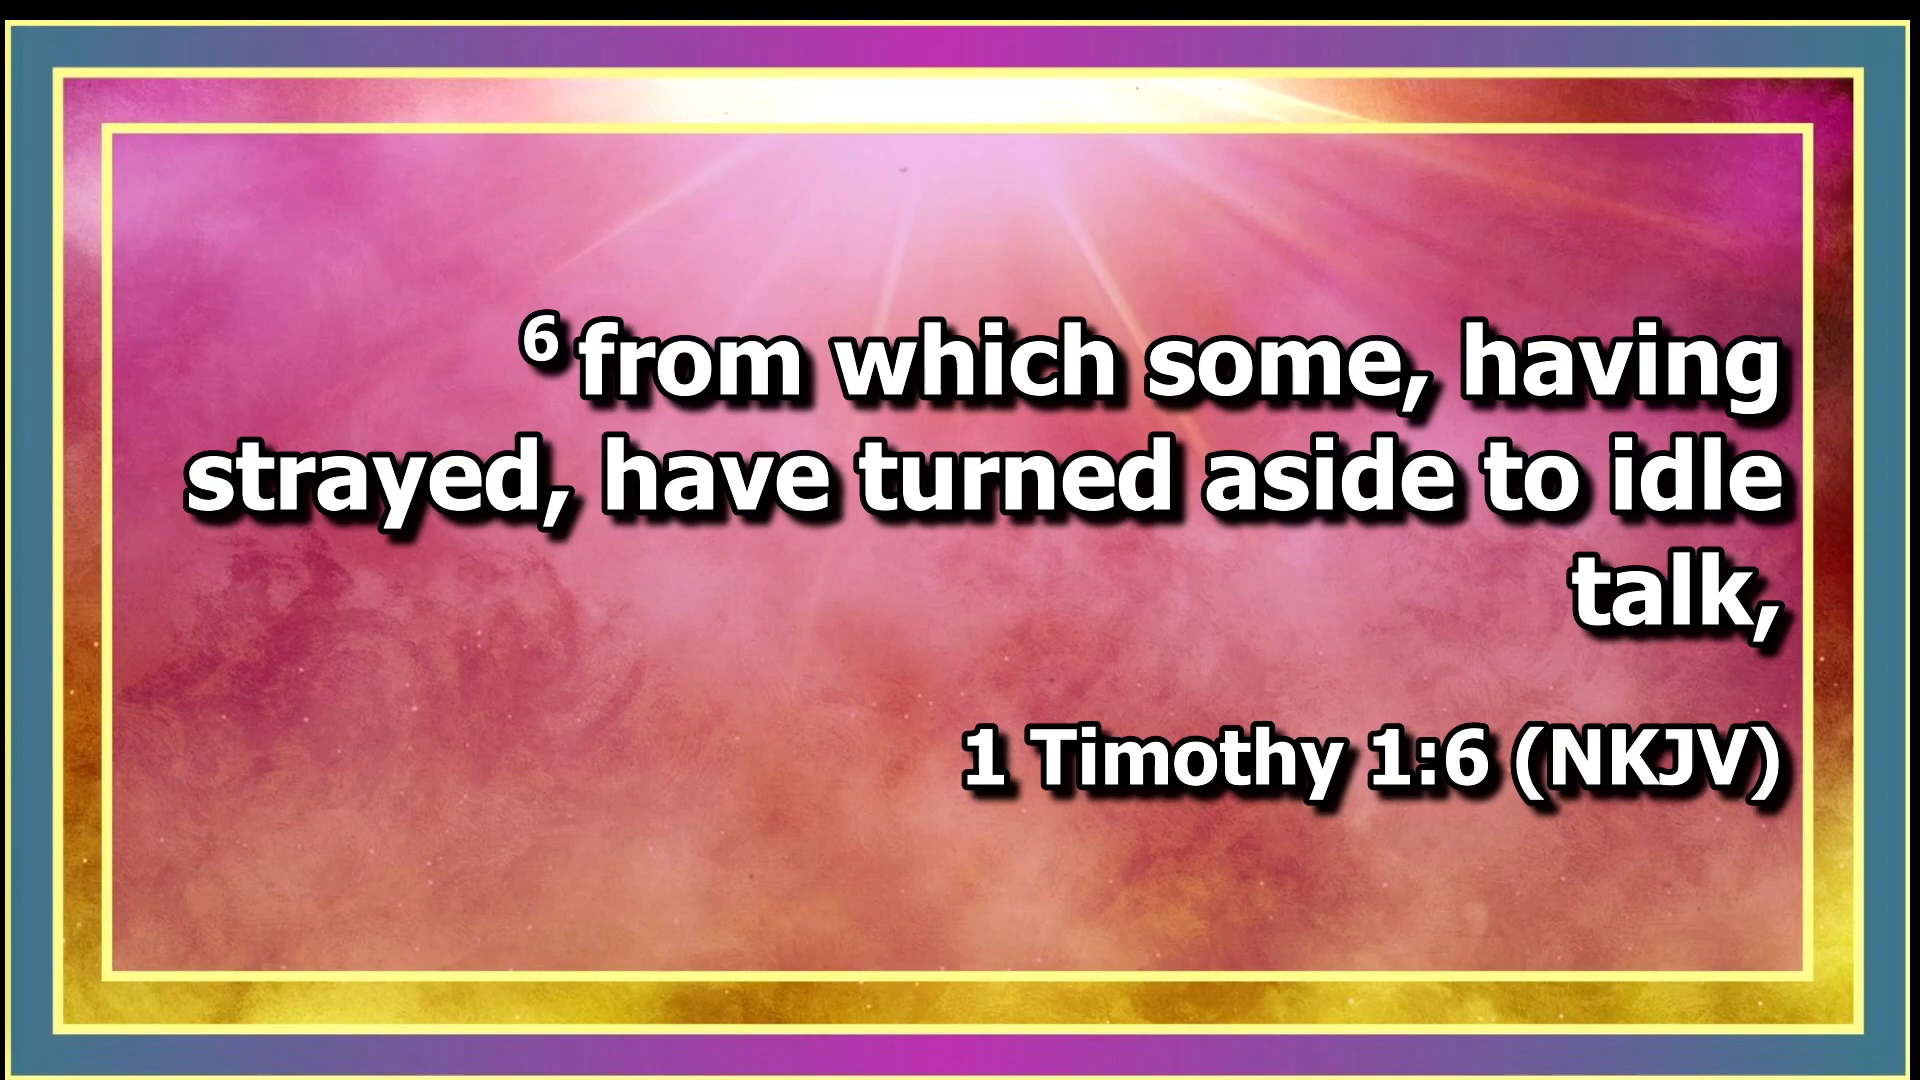 6 from which some, having
strayed, have turned aside to idle
talk,
1 Timothy 1:6 (NKJV)